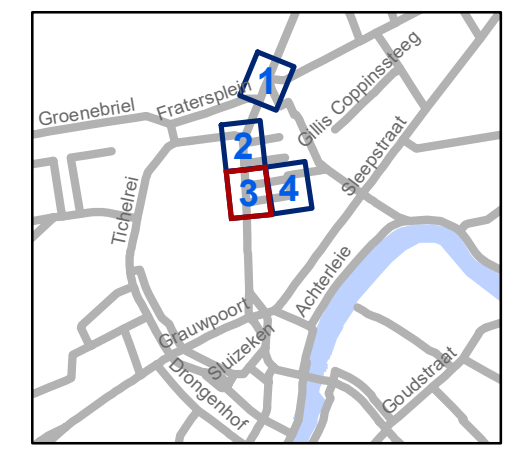 1
Gillis Coppinssteeg
Fratersplein
Groenebriel
2
Sleepstraat
3
4
Tichelrei
Achterleie
Grauwpoort
Sluizeken
Drongenhof
Goudstraat